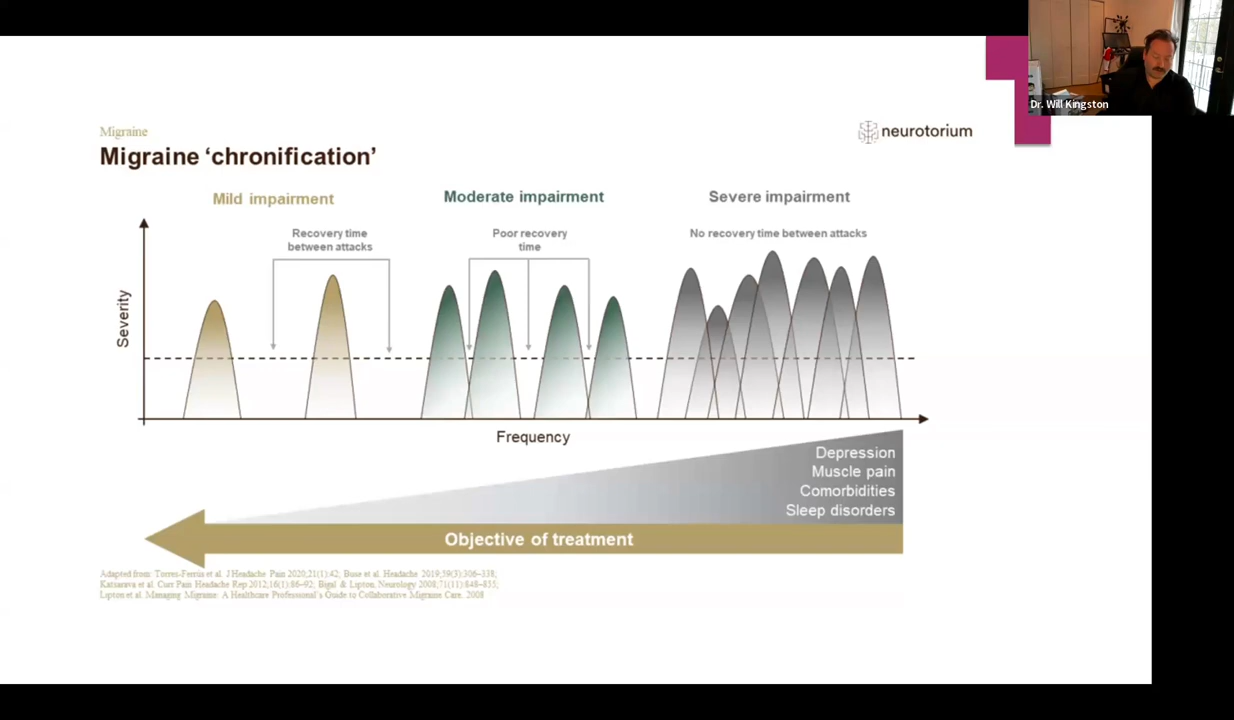 Dr. Will Kingston
Migraine
neurotorium
Migraine ‘chronification’
Mild impairment
Moderate impairment
Severe impairment
Recovery time
between attacks
Poor recovery
time
No recovery time between attacks
Severity
Frequency
Depression
Muscle pain
Comorbidities
Sleep disorders
Objective of treatment
Adapted from: Torres-Ferrús et al. J Headache Pain 2020;21(1):42; Buse et al. Headache 2019;59(3):306–338;
Katsarava et al. Curr Pain Headache Rep 2012;16(1):86–92; Bigal & Lipton. Neurology 2008;71(11):848–855;
Lipton et al. Managing Migraine: A Healthcare Professional’s Guide to Collaborative Migraine Care. 2008